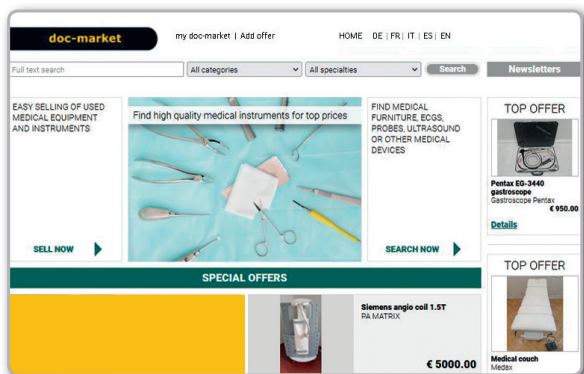 doc-market
my doc-market | Add offer
HOME DE | FR | IT | ES | EN
Full text search
All categories
All specialties
Search
Newsletters
EASY SELLING OF USED
MEDICAL EQUIPMENT
AND INSTRUMENTS
SELL NOW
Find high quality medical instruments for top prices
FIND MEDICAL
FURNITURE, ECGS,
PROBES, ULTRASOUND
OR OTHER MEDICAL
DEVICES
SEARCH NOW
TOP OFFER
Pentax EG-3440
gastroscope
Gastroscope Pentax
€ 950.00
Details
SPECIAL OFFERS
Siemens angio coil 1.5T
PA MATRIX
€ 5000.00
TOP OFFER
Medical couch
Medax